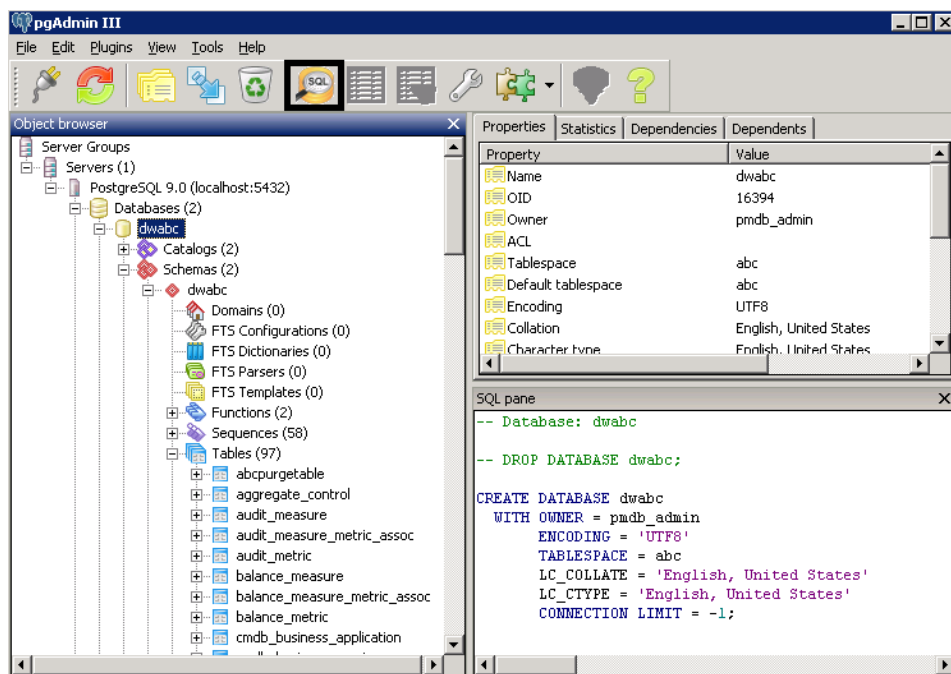 pgAdmin III
File Edit Plugins View Tools Help
SQL
Object browser
Server Groups
Servers (1)
PostgreSQL 9.0 (localhost:5432)
Databases (2)
dwabc
Catalogs (2)
Schemas (2)
dwabc
Domains (0)
FTS Configurations (0)
FTS Dictionaries (0)
FTS Parsers (0)
FTS Templates (0)
Functions (2)
Sequences (58)
Tables (97)
abcpurgetable
aggregate_control
audit_measure
audit_measure_metric_assoc
audit_metric
balance_measure
balance_measure_metric_assoc
balance_metric
cmdb_business_application
Properties Statistics Dependencies Dependents
Property Value
Name dwabc
OID 16394
Owner pmdb_admin
ACL
Tablespace abc
Default tablespace abc
Encoding UTF8
Collation English, United States
Character type English, United States
SQL pane
-- Database: dwabc
-- DROP DATABASE dwabc;
CREATE DATABASE dwabc
WITH OWNER = pmdb_admin
ENCODING = 'UTF8'
TABLESPACE = abc
LC_COLLATE = 'English, United States'
LC_CTYPE = 'English, United States'
CONNECTION LIMIT = -1;